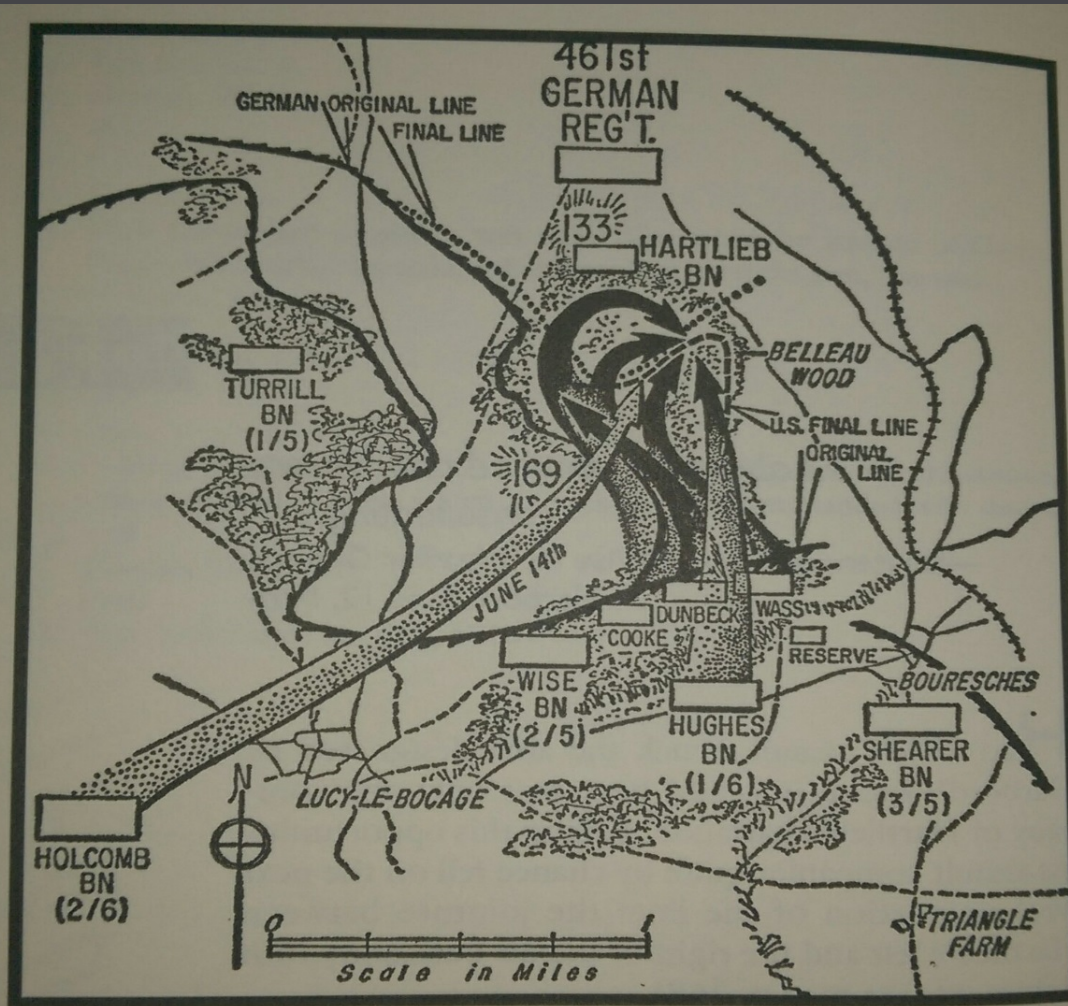 461st
GERMAN
REG'T.
GERMAN ORIGINAL LINE
FINAL LINE
133
HARTLIEB
BN
TURRILL
BN
(1/5)
BELLEAU
WOOD
U.S. FINAL LINE
ORIGINAL
LINE
169
JUNE 14th
DUNBECK
WASS
COOKE
RESERVE
WISE
BN
(2/5)
HUGHES
BN
(1/6)
BOURESCHES
SHEARER
BN
(3/5)
LUCY-LE-BOCAGE
N
HOLCOMB
BN
(2/6)
0 1
Scale in Miles
TRIANGLE
FARM